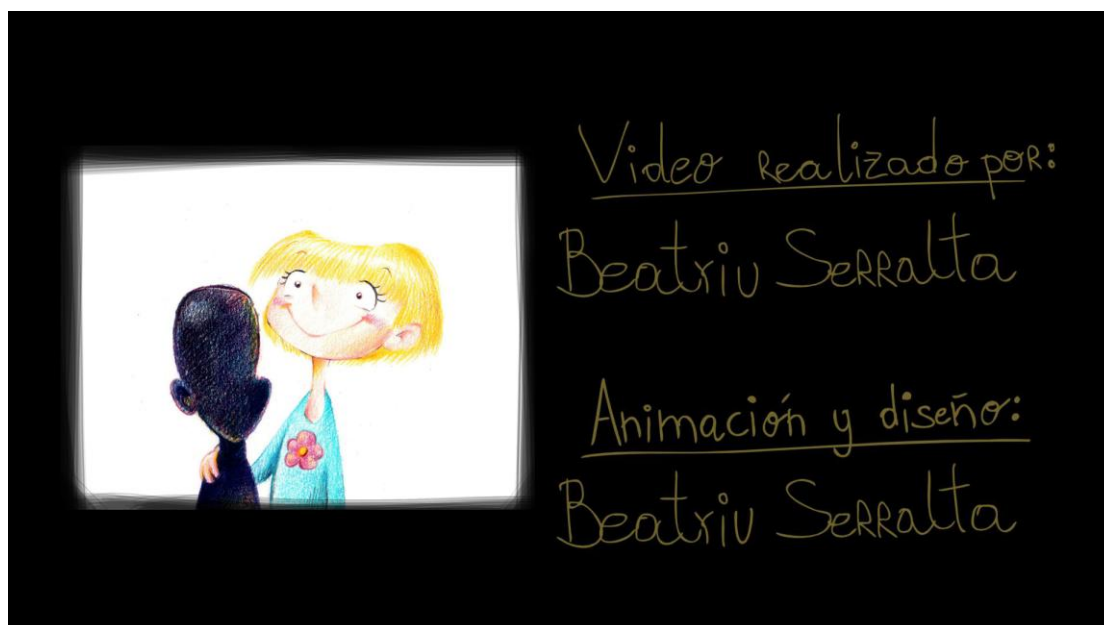 Video Realizado por:
Beatriu Serralta
Animación y diseño:
Beatriu Serralta